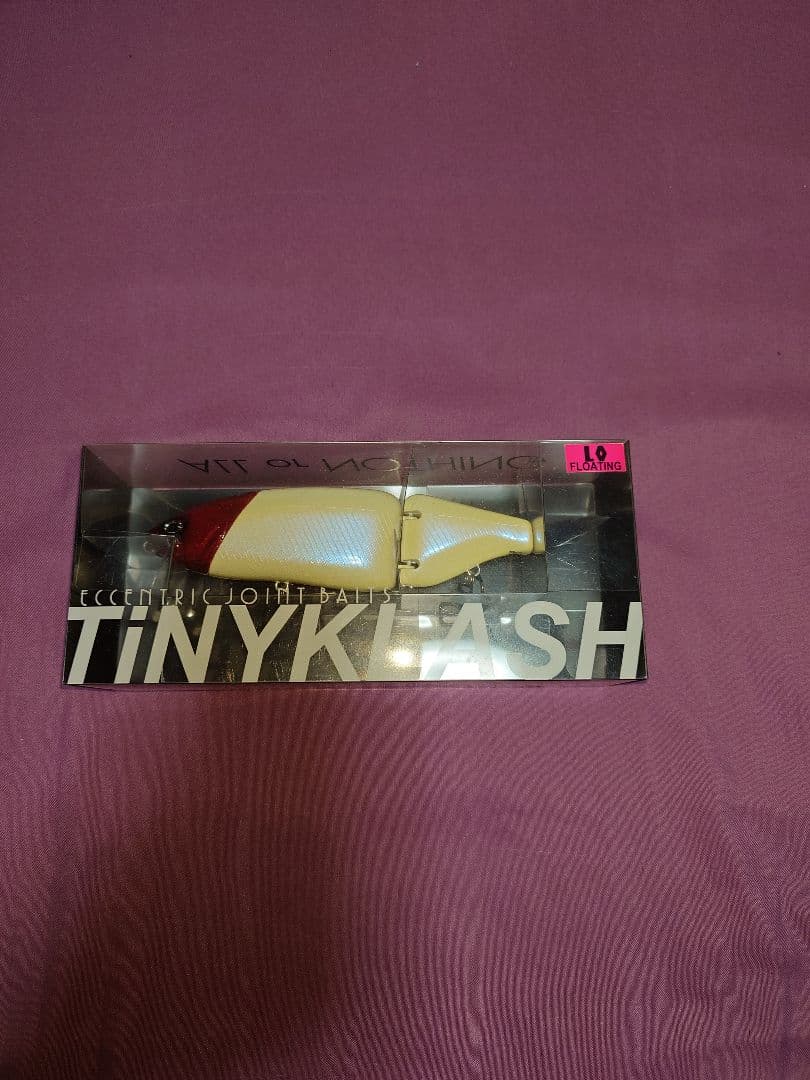 ALL or NOTHING.
LO
FLOATING
ECCENTRIC JOINT BAITS
TiNYKLASH